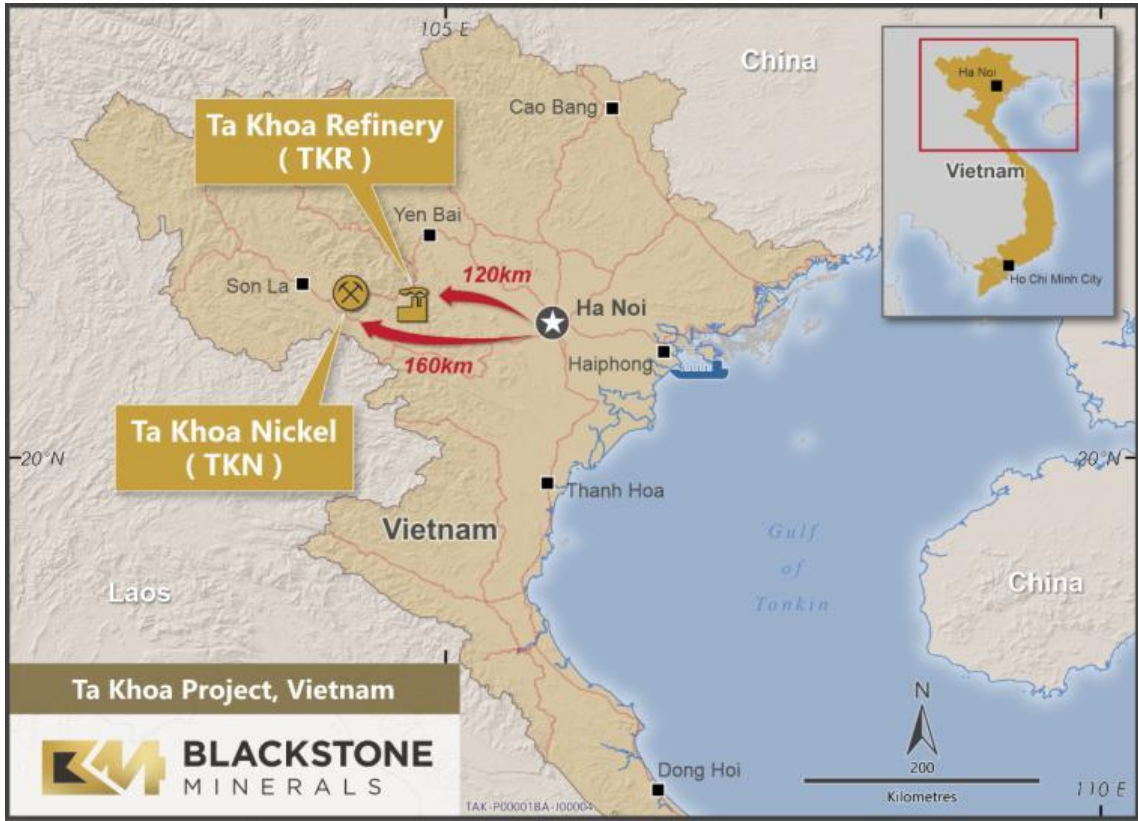 105 E
China
Cao Bang
Ta Khoa Refinery
( TKR )
Yen Bai
Son La
120km
Ha Noi
160km
Haiphong
Ta Khoa Nickel
( TKN )
20°N
20°N
Thanh Hoa
Vietnam
Gulf
of
Tonkin
China
Laos
Dong Hoi
Ha Noi
Vietnam
Ho Chi Minh City
N
200
Kilometres
110 E
Ta Khoa Project, Vietnam
BLACKSTONE
MINERALS
TAK-P00001BA-J00004